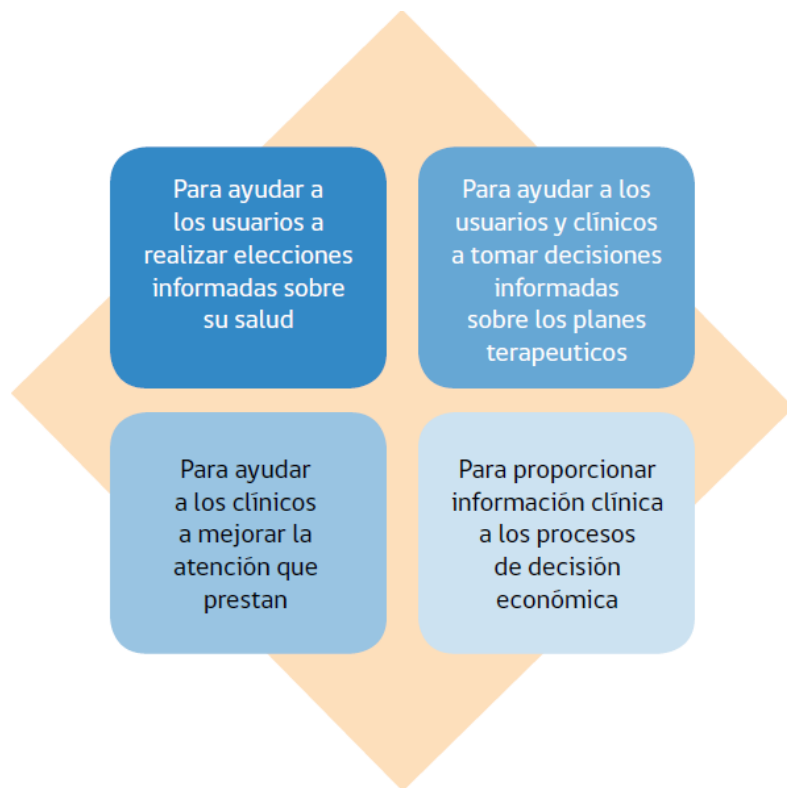 Para ayudar a
los usuarios a
realizar elecciones
informadas sobre
su salud
Para ayudar a los
usuarios y clínicos
a tomar decisiones
informadas
sobre los planes
terapeuticos
Para ayudar
a los clínicos
a mejorar la
atención que
prestan
Para proporcionar
información clínica
a los procesos
de decisión
económica